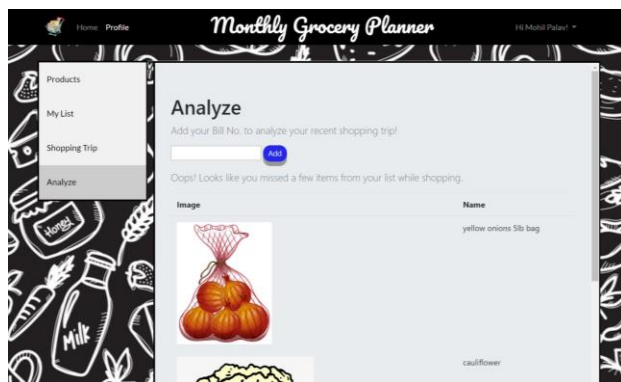 Home Profile Monthly Grocery Planner Hi Mohil Palav!
Products
My List
Shopping Trip
Analyze
Analyze
Add your Bill No. to analyze your recent shopping trip!
Add
Oops! Looks like you missed a few items from your list while shopping.
Image Name
yellow onions 5lb bag
cauliflower
Honey
Milk